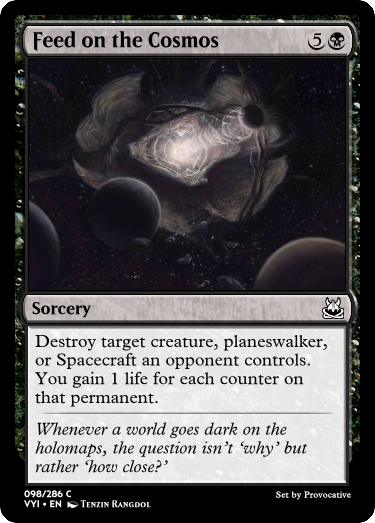 Feed on the Cosmos 5
Sorcery
Destroy target creature, planeswalker,
or Spacecraft an opponent controls.
You gain 1 life for each counter on
that permanent.
Whenever a world goes dark on the
holomaps, the question isn't ‘why’ but
rather ‘how close?’
098/286 C
VYI • EN Tenzin Rangdol
Set by Provocative